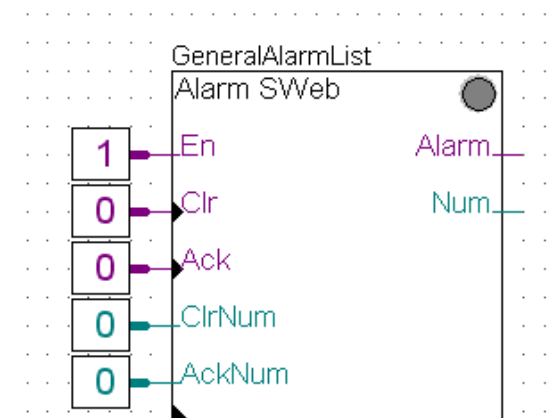 GeneralAlarmList
Alarm SWeb
1 En Alarm
0 Clr Num
0 Ack
0 ClrNum
0 AckNum